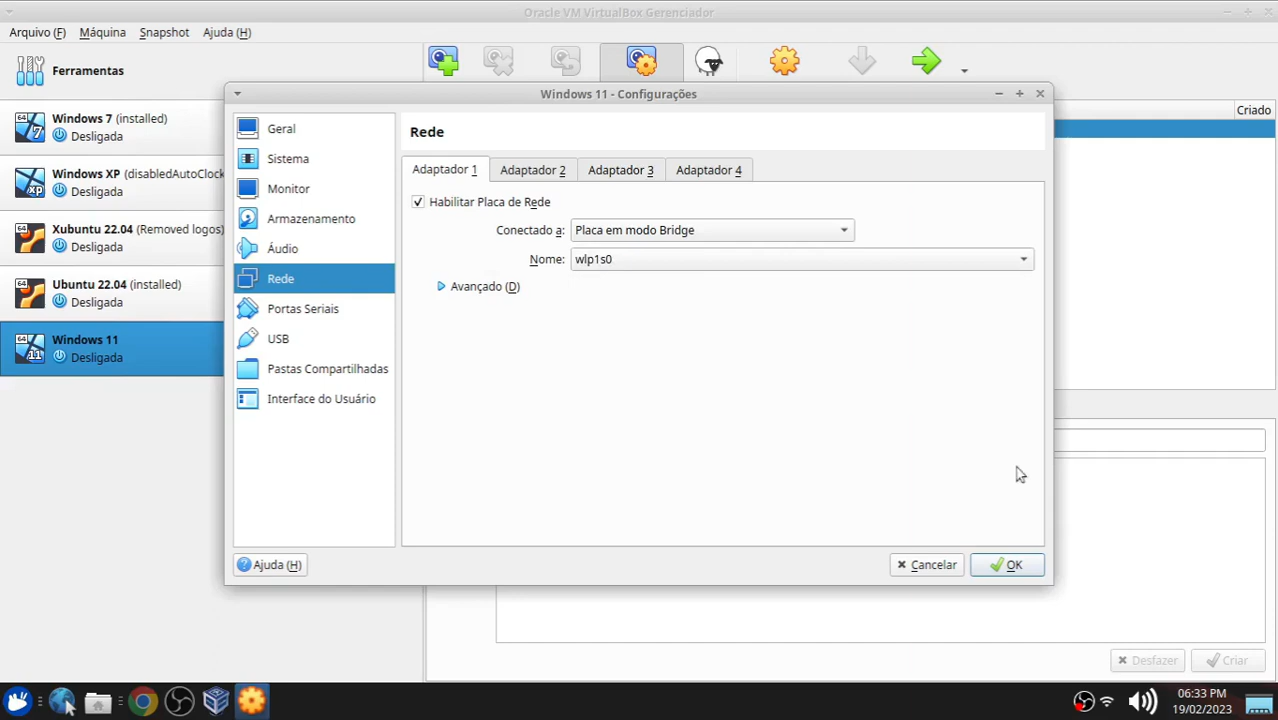 Oracle VM VirtualBox Gerenciador
Arquivo (F) Máquina Snapshot Ajuda (H)
Ferramentas
Windows 7 (installed)
Desligada
Windows XP (disabledAutoClock
Desligada
Xubuntu 22.04 (Removed logos)
Desligada
Ubuntu 22.04 (installed)
Desligada
Windows 11
Desligada
Criado
Windows 11 - Configurações
Geral
Sistema
Monitor
Armazenamento
Áudio
Rede
Portas Seriais
USB
Pastas Compartilhadas
Interface do Usuário
Rede
Adaptador 1 Adaptador 2 Adaptador 3 Adaptador 4
Habilitar Placa de Rede
Conectado a: Placa em modo Bridge
Nome: wlp1s0
Avançado (D)
Ajuda (H) Cancelar OK
Desfazer Criar
06:33 PM
19/02/2023